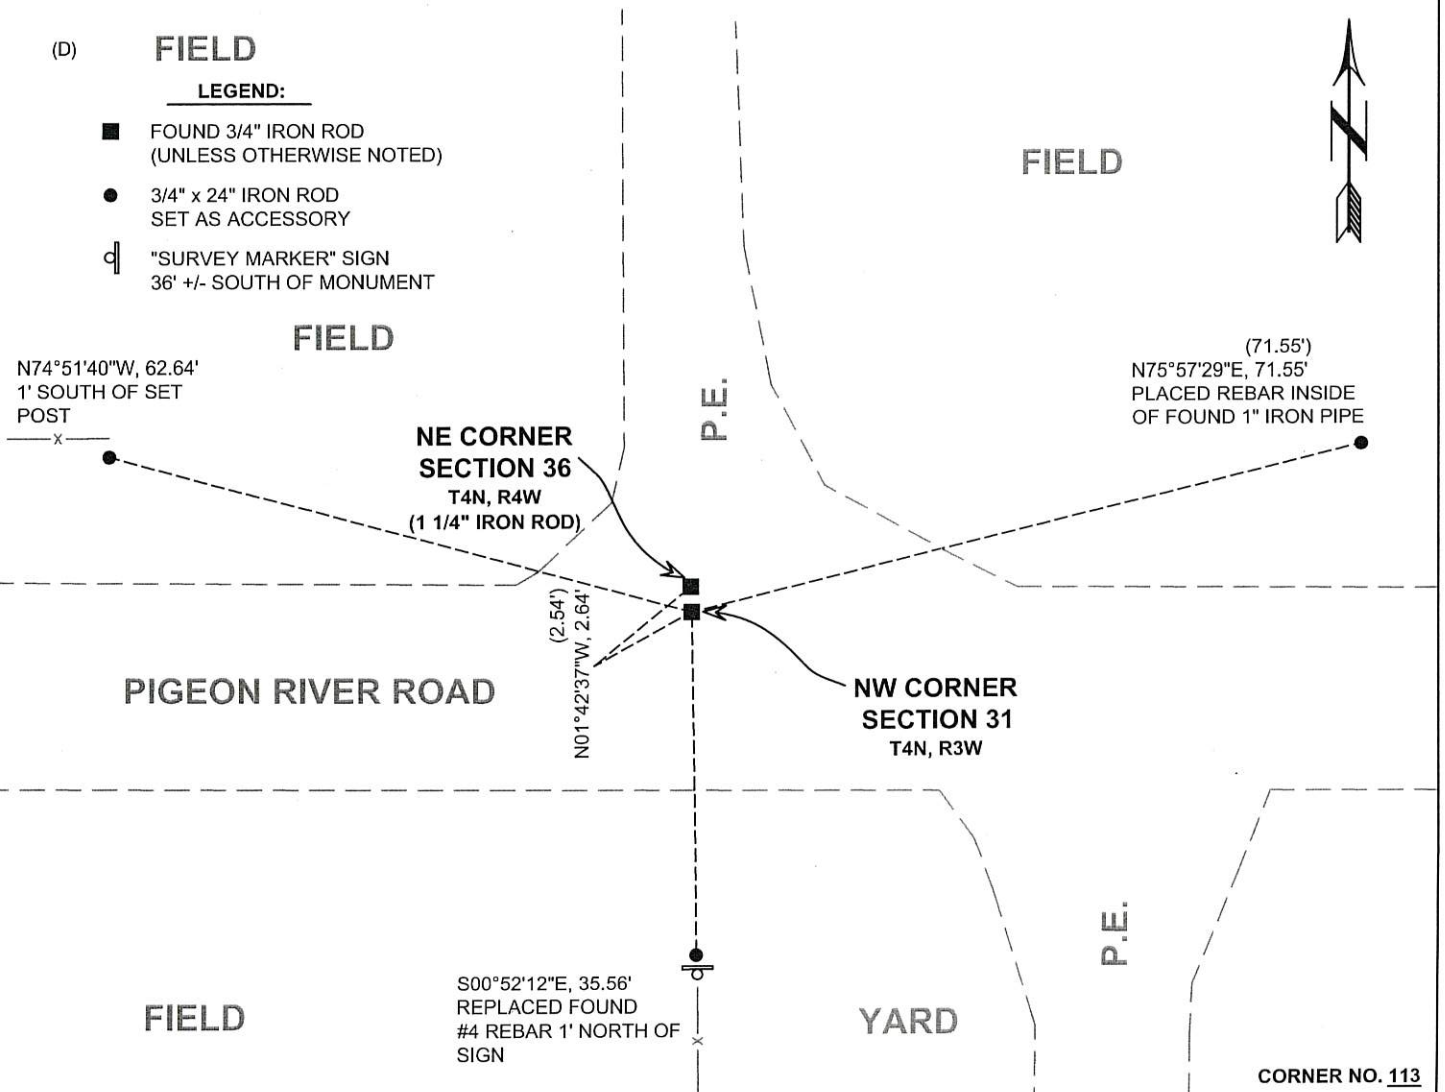 (D)
FIELD
LEGEND:
FOUND 3/4" IRON ROD
(UNLESS OTHERWISE NOTED)
3/4" x 24" IRON ROD
SET AS ACCESSORY
"SURVEY MARKER" SIGN
36' +/- SOUTH OF MONUMENT
N
FIELD
FIELD
N74°51'40"W, 62.64'
1' SOUTH OF SET
POST
X
(71.55')
N75°57'29"E, 71.55'
PLACED REBAR INSIDE
OF FOUND 1" IRON PIPE
P.E.
NE CORNER
SECTION 36
T4N, R4W
(1 1/4" IRON ROD)
(2.54')
N01°42'37"W, 2.64'
PIGEON RIVER ROAD
NW CORNER
SECTION 31
T4N, R3W
P.E.
S00°52'12"E, 35.56'
REPLACED FOUND
#4 REBAR 1' NORTH OF
SIGN
X
FIELD
YARD
CORNER NO. 113